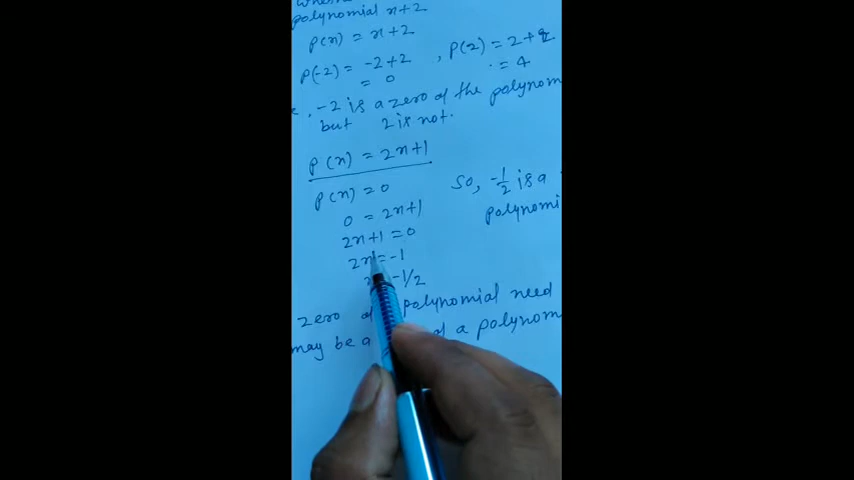 polynomial x+2
p(x) = x+2
p(-2) = -2+2 , p(2) = 2+2
= 0 = 4
, -2 is a zero of the polynom
but 2 is not.
p(x) = 2x+1
p(x) = 0
0 = 2x+1
2x+1 = 0
2x = -1
-1/2
So, -1/2 is a
polynomi
zero of polynomial need
may be a of a polynom